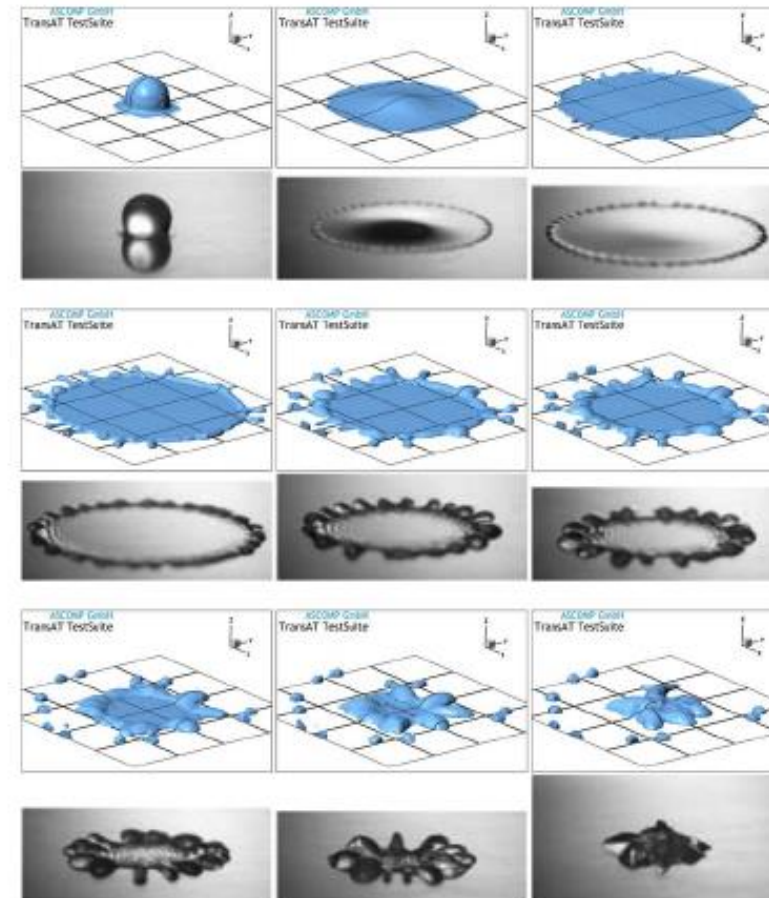 ASCOMP GmbH
TransAT TestSuite
Z
Y
X
ASCOMP GmbH
TransAT TestSuite
Z
Y
X
ASCOMP GmbH
TransAT TestSuite
Z
Y
X
ASCOMP GmbH
TransAT TestSuite
Z
Y
X
ASCOMP GmbH
TransAT TestSuite
Z
Y
X
ASCOMP GmbH
TransAT TestSuite
Z
Y
X
ASCOMP GmbH
TransAT TestSuite
Z
Y
X
ASCOMP GmbH
TransAT TestSuite
Z
Y
X
ASCOMP GmbH
TransAT TestSuite
Z
Y
X